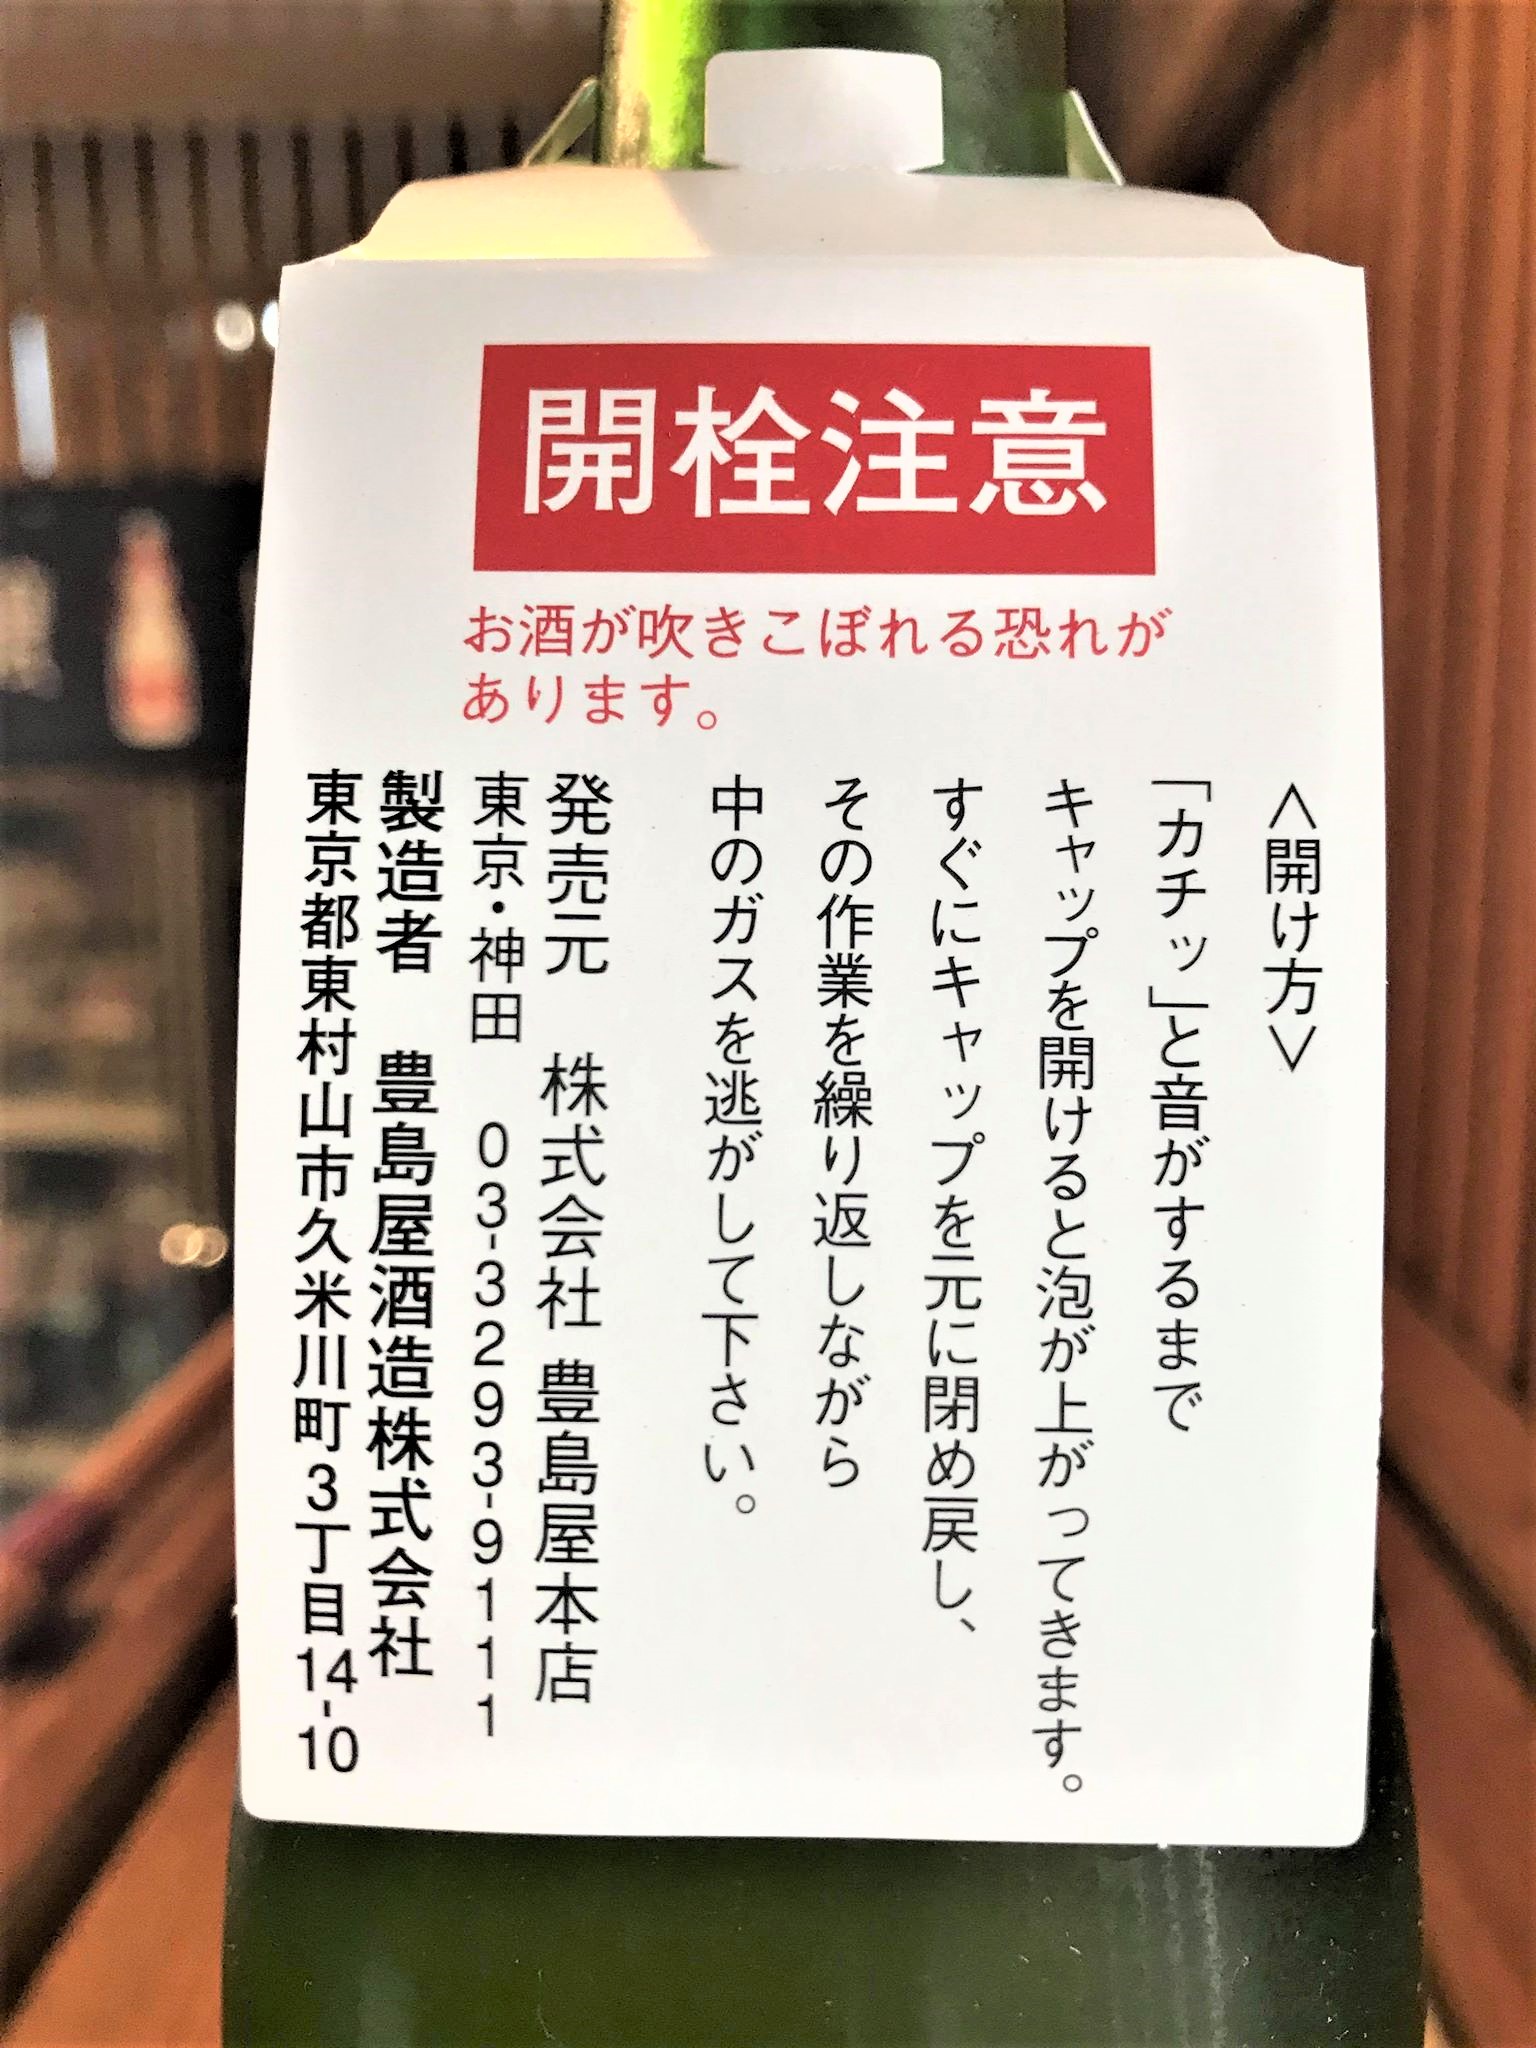 開栓注意
お酒が吹きこぼれる恐れが
あります。
<開け方>
「カチッ」と音がするまで
キャップを開けると泡が上がってきます。
すぐにキャップを元に閉め戻し、
その作業を繰り返しながら
中のガスを逃がして下さい。
発売元 株式会社 豊島屋本店
東京・神田 03-3293-9111
製造者 豊島屋酒造株式会社
東京都東村山市久米川町3丁目14-10